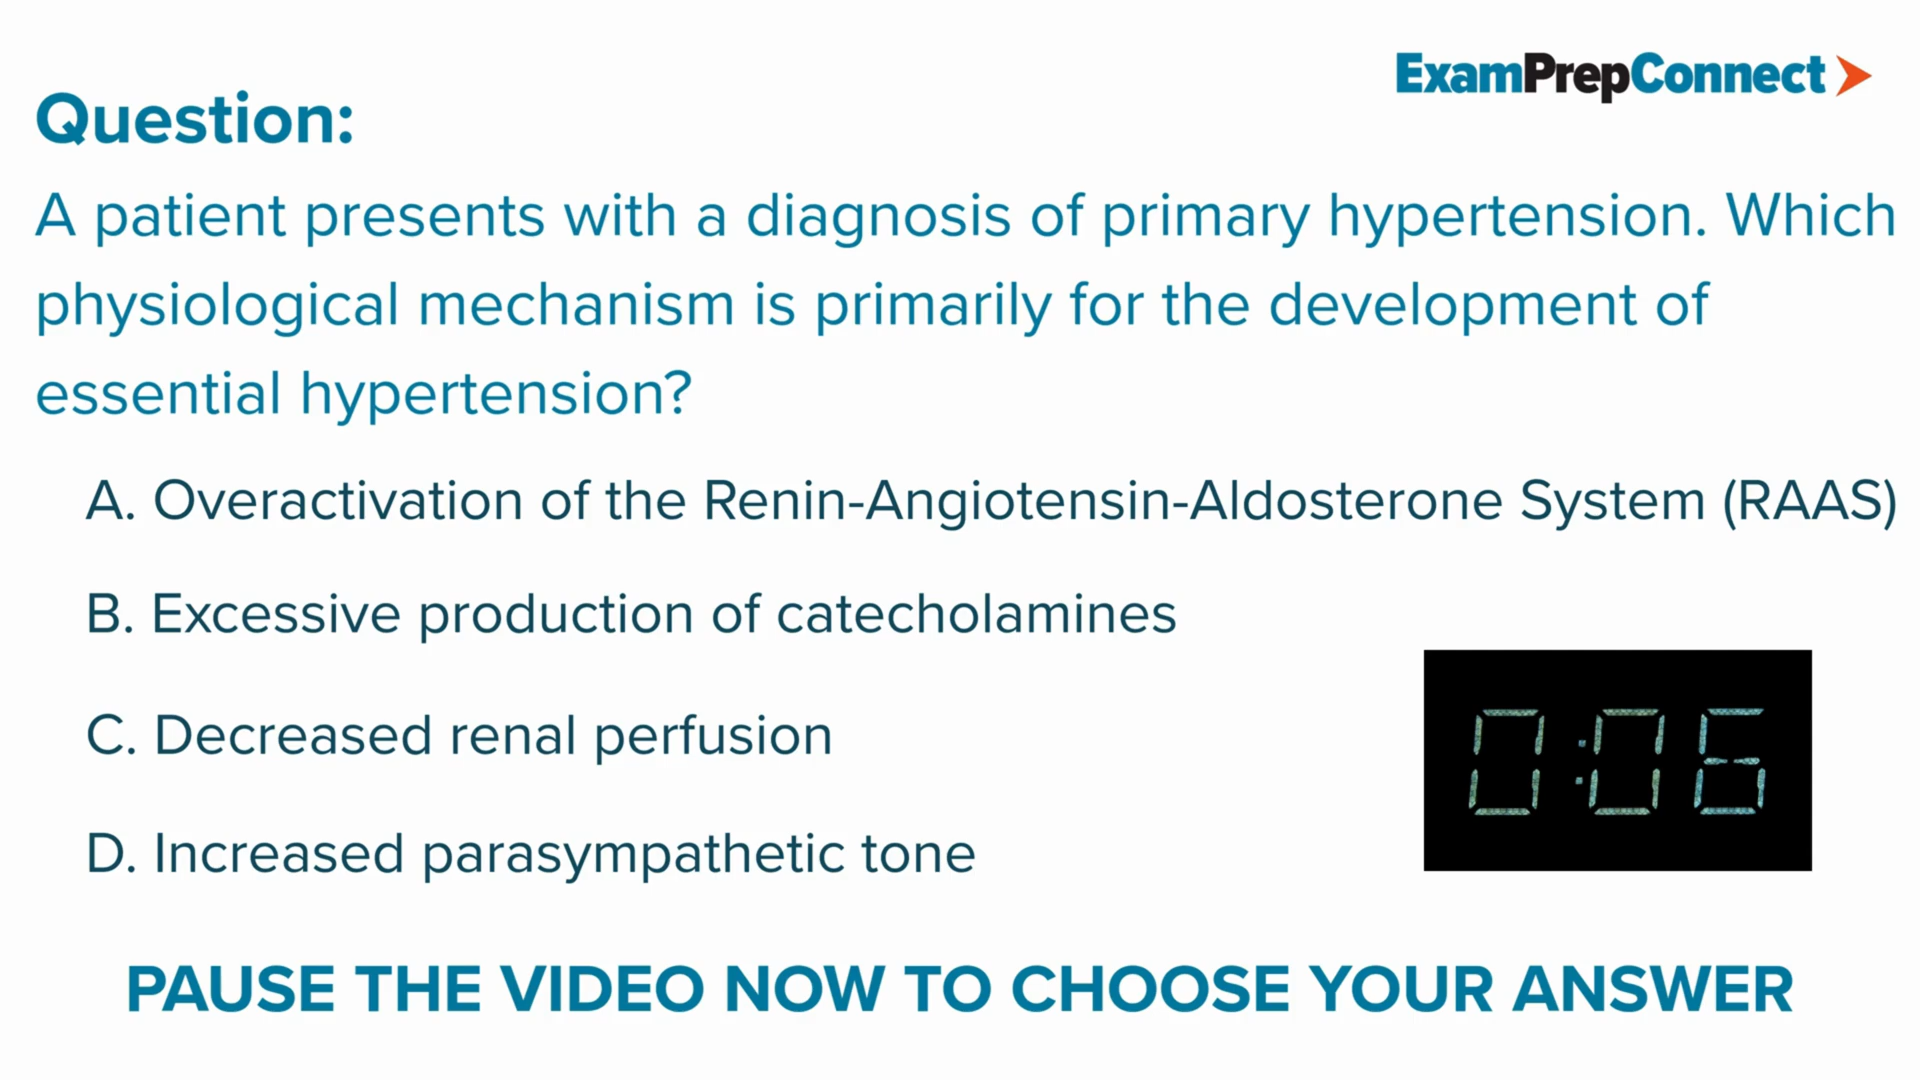 ExamPrepConnect
Question:
A patient presents with a diagnosis of primary hypertension. Which
physiological mechanism is primarily for the development of
essential hypertension?
A. Overactivation of the Renin-Angiotensin-Aldosterone System (RAAS)
B. Excessive production of catecholamines
C. Decreased renal perfusion
0:06
D. Increased parasympathetic tone
PAUSE THE VIDEO NOW TO CHOOSE YOUR ANSWER